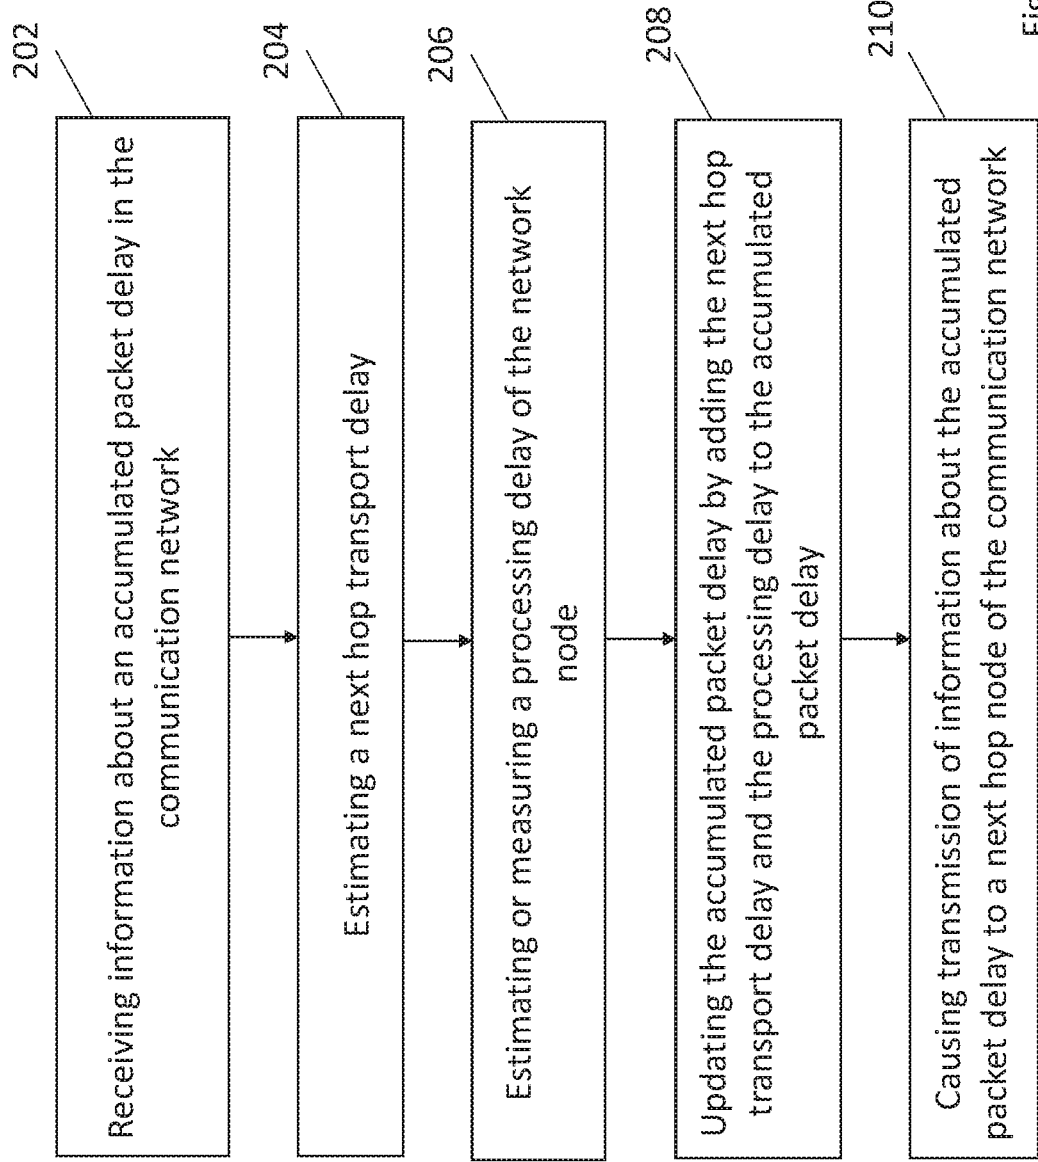 202
Receiving information about an accumulated packet delay in the
communication network
204
Estimating a next hop transport delay
206
Estimating or measuring a processing delay of the network
node
208
Updating the accumulated packet delay by adding the next hop
transport delay and the processing delay to the accumulated
packet delay
210
Causing transmission of information about the accumulated
packet delay to a next hop node of the communication network